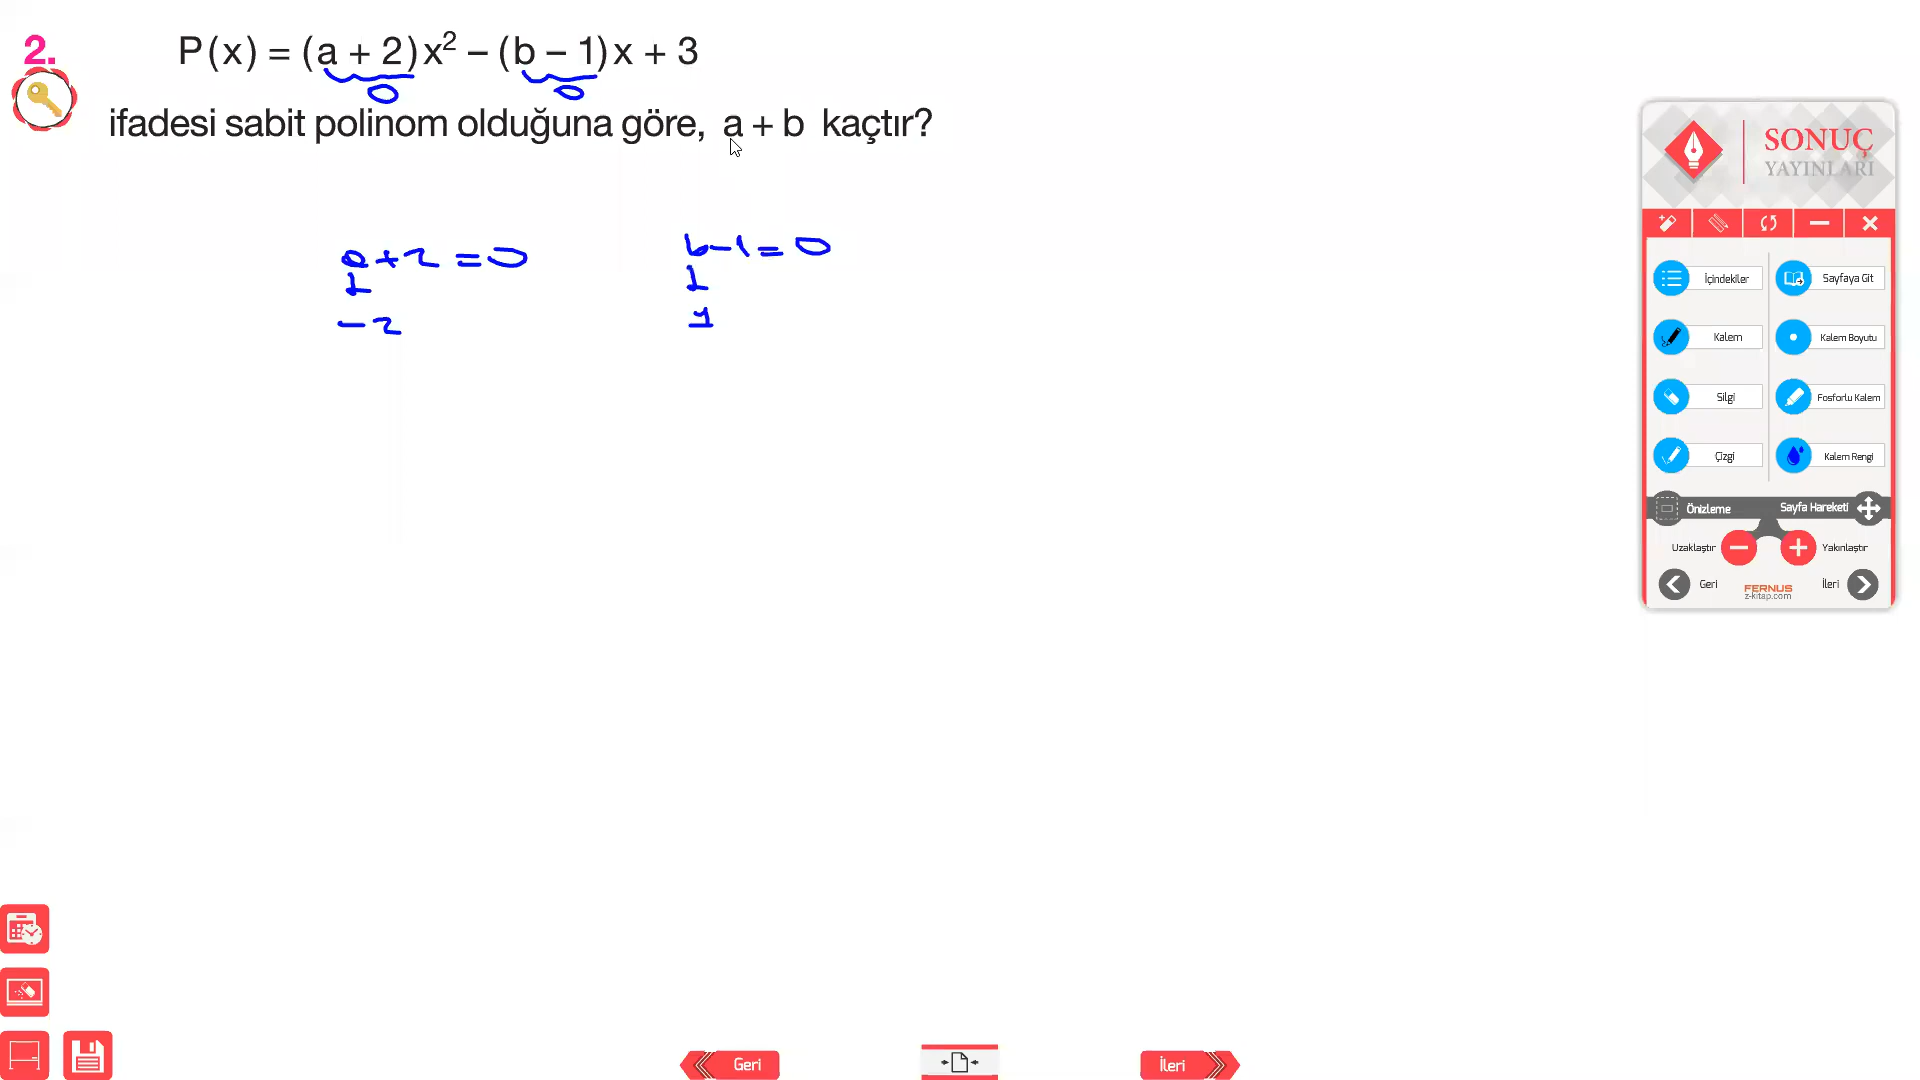 2.
P(x) = (a + 2)x² – (b – 1)x + 3
0 0
ifadesi sabit polinom olduğuna göre, a + b kaçtır?
a+2=0
-2
b-1=0
1
SONUÇ
YAYINLARI
İçindekiler
Sayfaya Git
Kalem
Kalem Boyutu
Silgi
Fosforlu Kalem
Çizgi
Kalem Rengi
Önizleme
Sayfa Hareketi
Uzaklaştır
Yakınlaştır
Geri
FERNUS
z-kitap.com
İleri
Geri
İleri